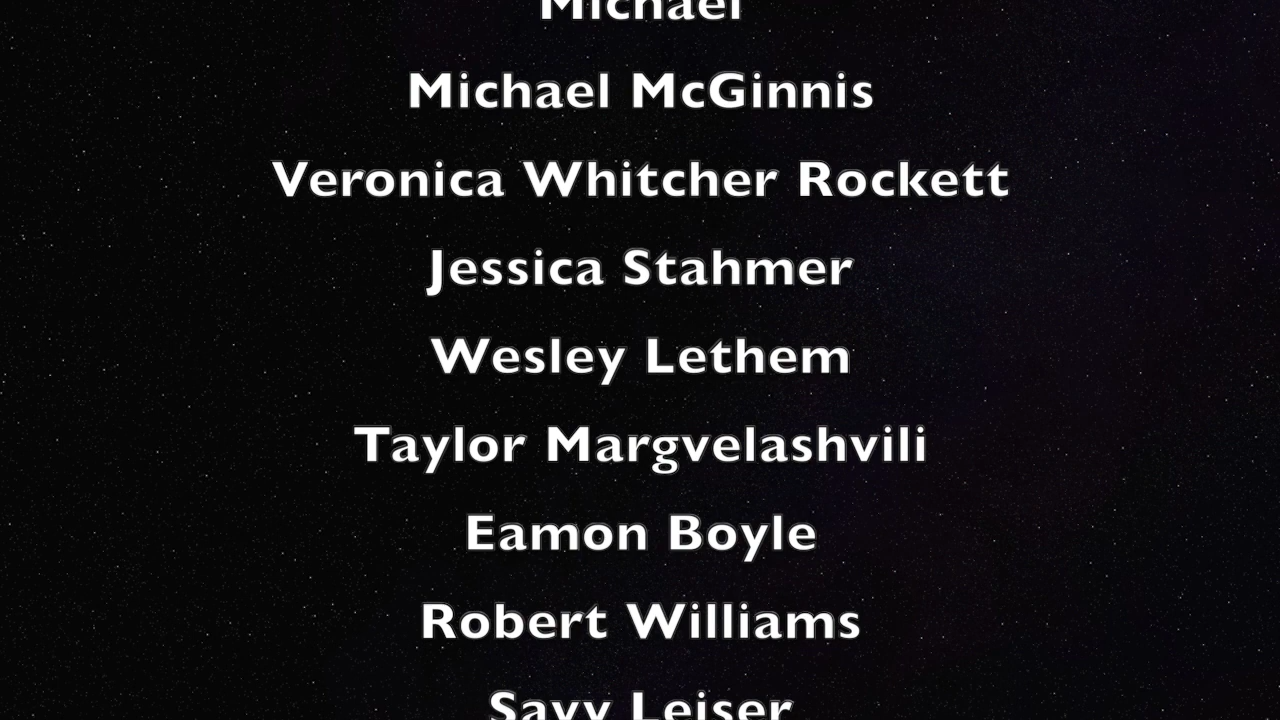 Michael
Michael McGinnis
Veronica Whitcher Rockett
Jessica Stahmer
Wesley Lethem
Taylor Margvelashvili
Eamon Boyle
Robert Williams
Savy Leiser